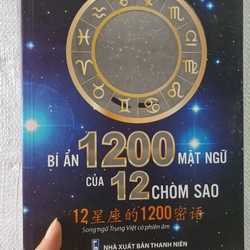 BÍ ẨN 1200 MẬT NGỮ
CỦA 12 CHÒM SAO
12星座的1200密语
Song ngữ Trung Việt có phiên âm
NHÀ XUẤT BẢN THANH NIÊN